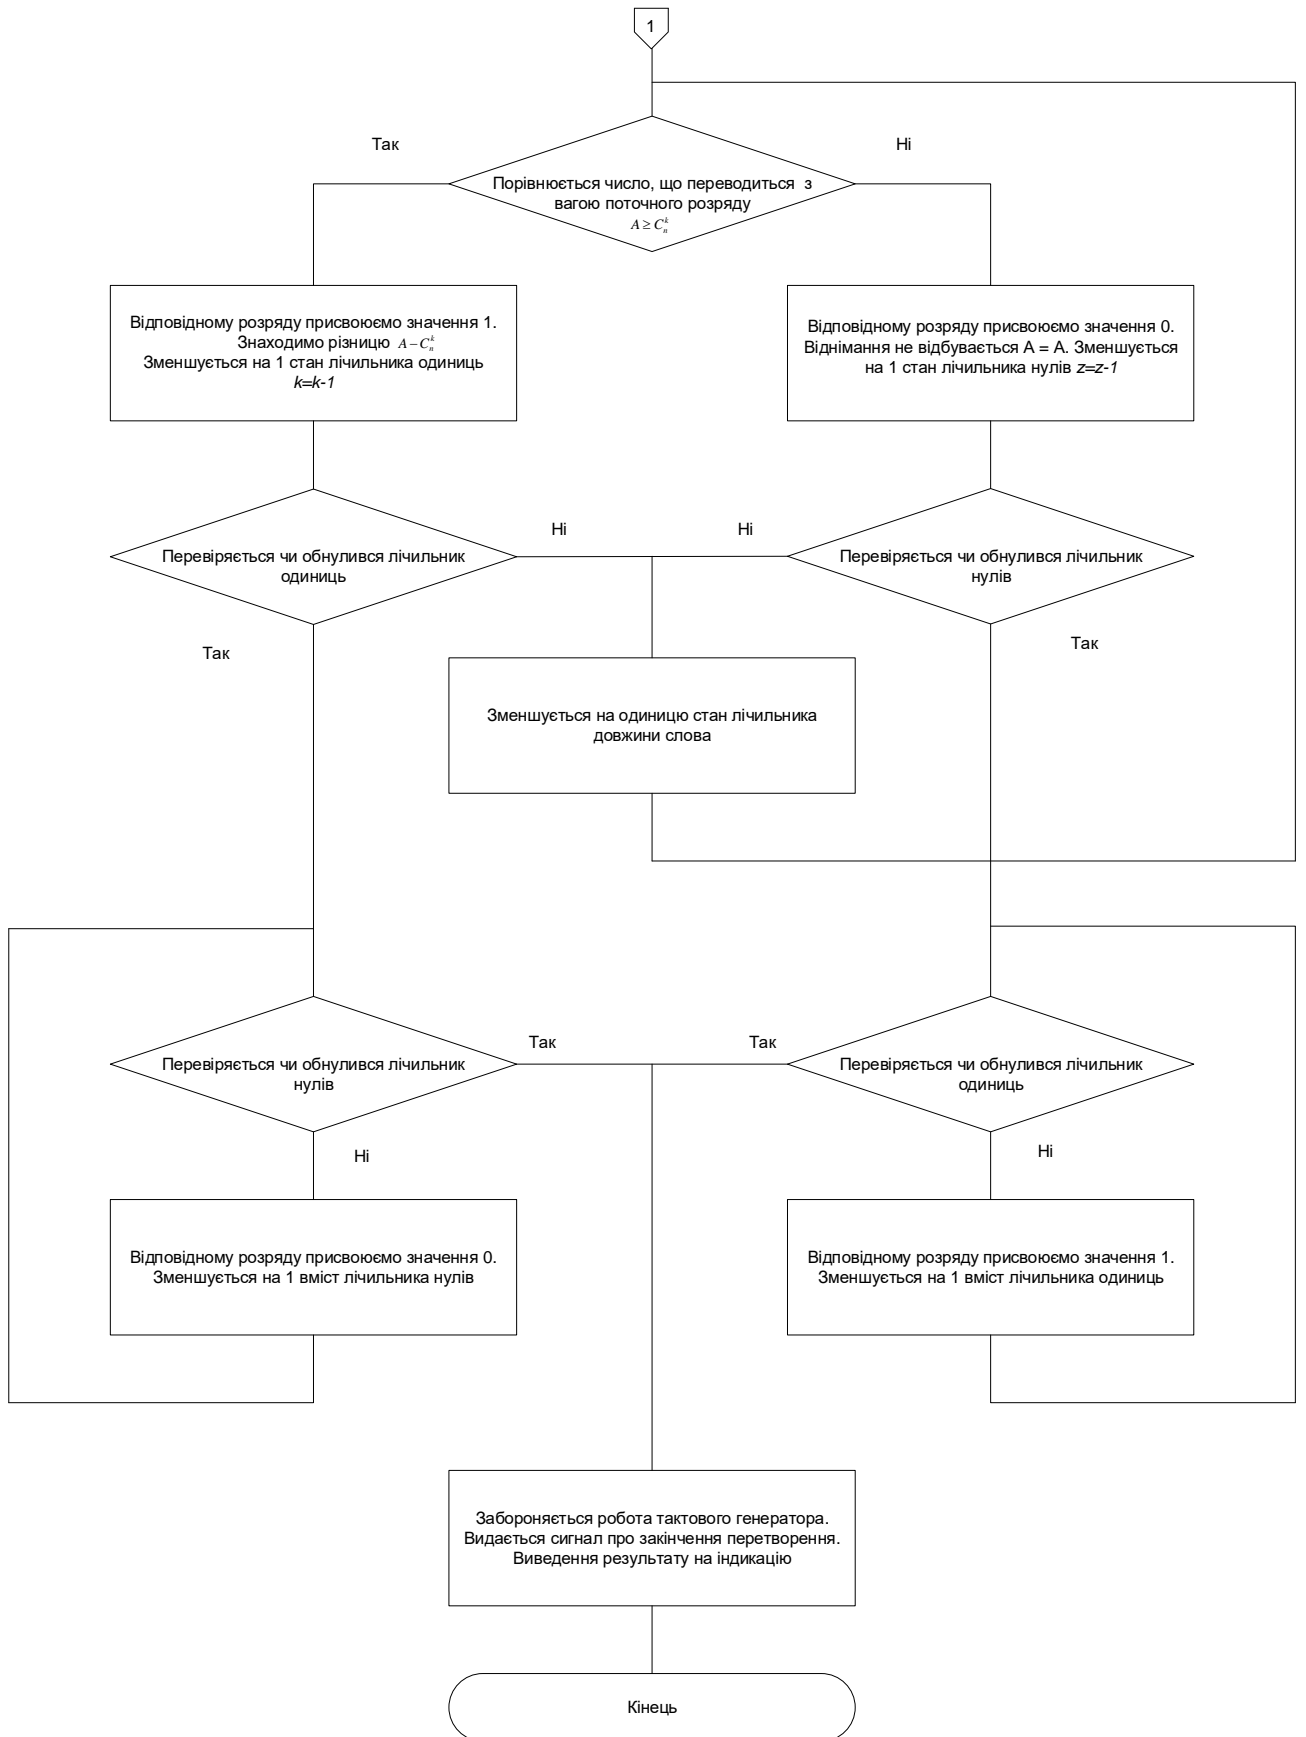 1
Так
Ні
Порівнюється число, що переводиться з
вагою поточного розряду
A ≥ C_n^k
Відповідному розряду присвоюємо значення 1.
Знаходимо різницю A − C_n^k
Зменшується на 1 стан лічильника одиниць
k=k-1
Відповідному розряду присвоюємо значення 0.
Віднімання не відбувається А = А. Зменшується
на 1 стан лічильника нулів z=z-1
Перевіряється чи обнулився лічильник
одиниць
Ні
Ні
Перевіряється чи обнулився лічильник
нулів
Так
Так
Зменшується на одиницю стан лічильника
довжини слова
Перевіряється чи обнулився лічильник
нулів
Так
Так
Перевіряється чи обнулився лічильник
одиниць
Ні
Ні
Відповідному розряду присвоюємо значення 0.
Зменшується на 1 вміст лічильника нулів
Відповідному розряду присвоюємо значення 1.
Зменшується на 1 вміст лічильника одиниць
Забороняється робота тактового генератора.
Видається сигнал про закінчення перетворення.
Виведення результату на індикацію
Кінець